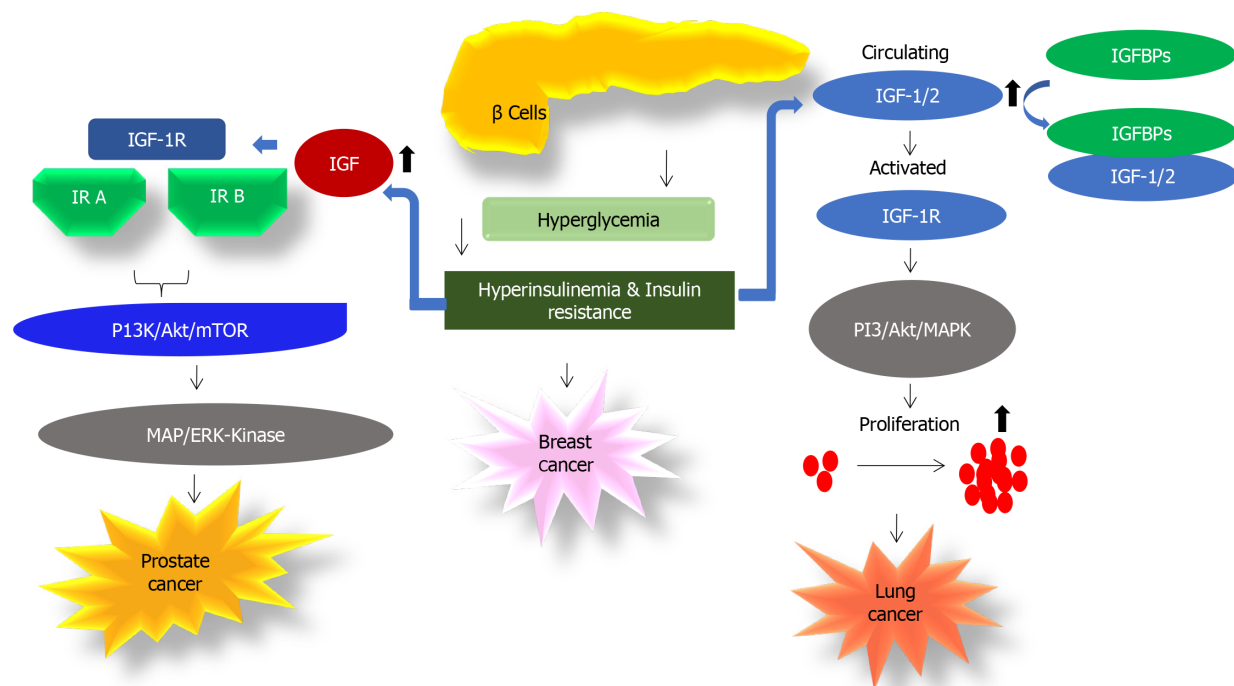 Circulating
IGFBPs
IGF-1/2
β Cells
IGFBPs
IGF-1R
IGF
Activated
IGF-1/2
IR A
IR B
IGF-1R
Hyperglycemia
Hyperinsulinemia & Insulin
resistance
P13K/Akt/mTOR
PI3/Akt/MAPK
Proliferation
MAP/ERK-Kinase
Breast
cancer
Prostate
cancer
Lung
cancer